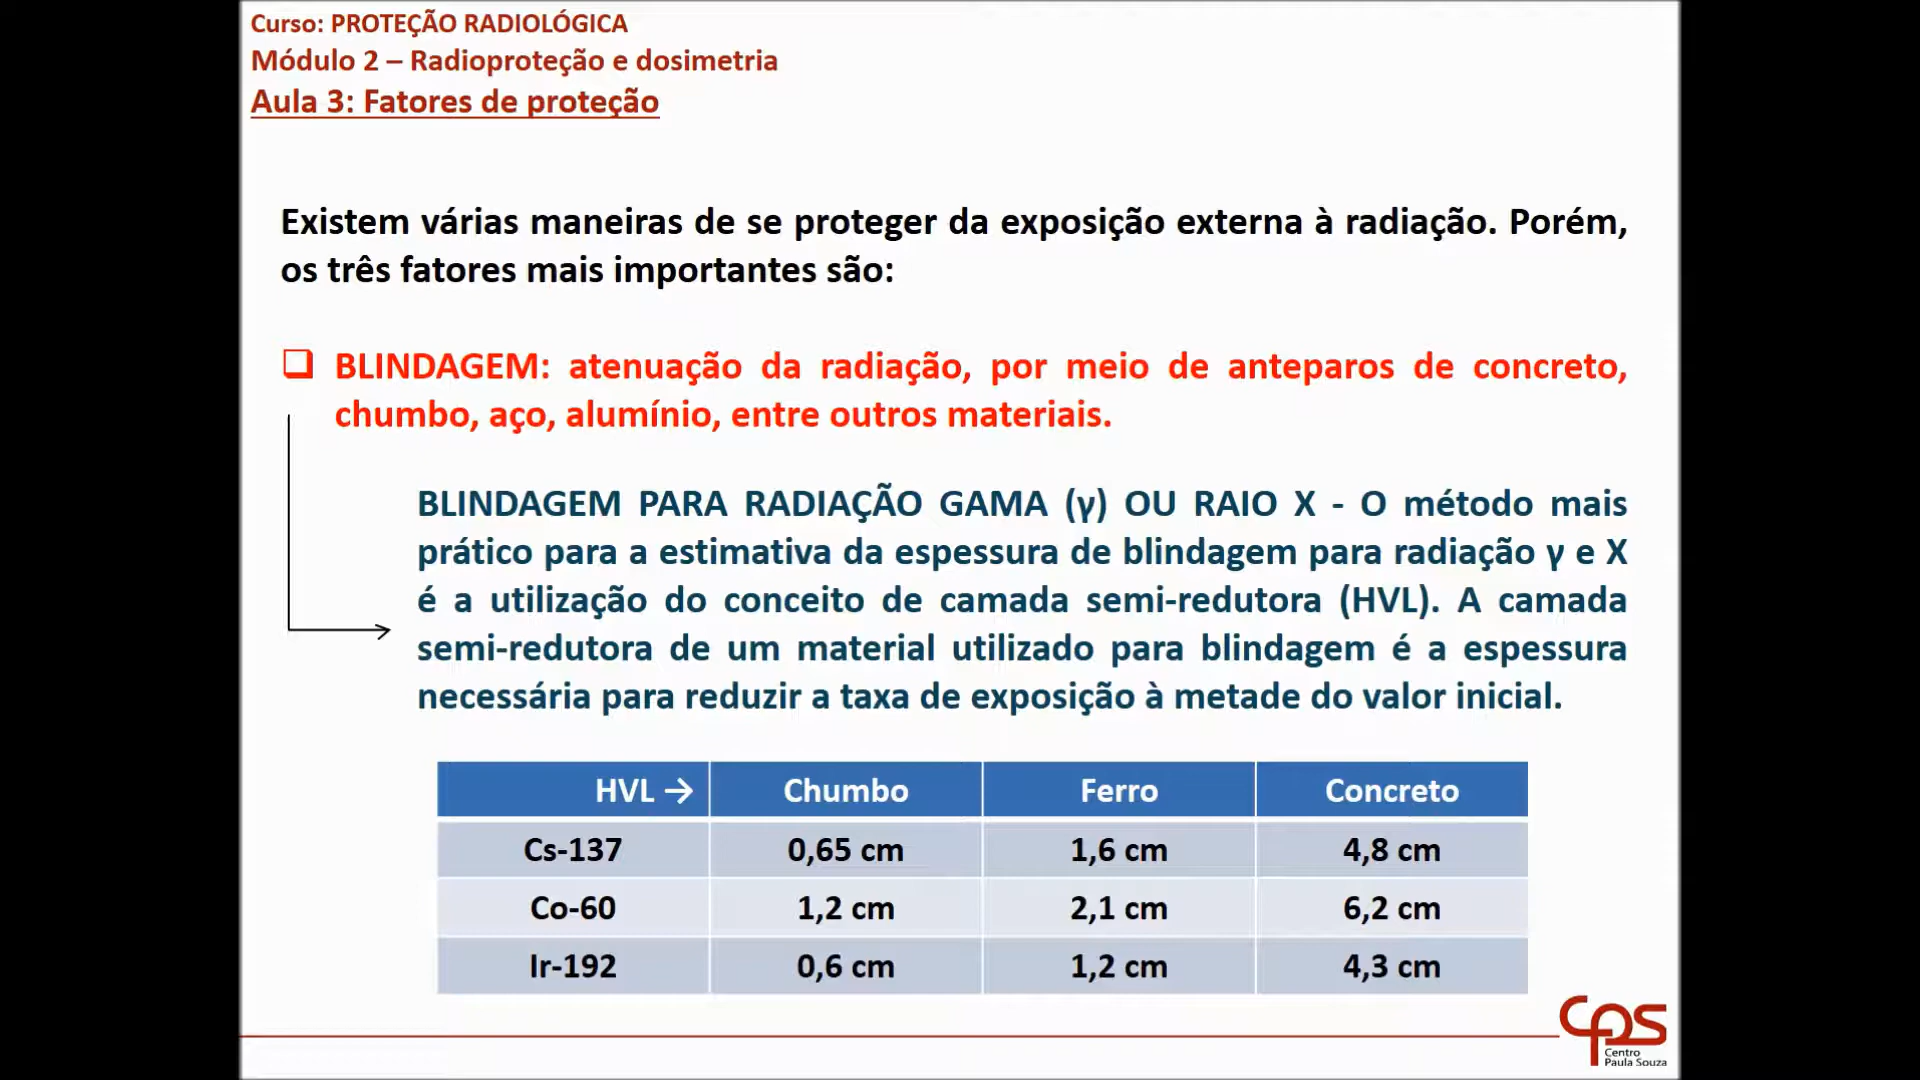 Curso: PROTEÇÃO RADIOLÓGICA
Módulo 2 – Radioproteção e dosimetria
Aula 3: Fatores de proteção
Existem várias maneiras de se proteger da exposição externa à radiação. Porém,
os três fatores mais importantes são:
❑ BLINDAGEM: atenuação da radiação, por meio de anteparos de concreto,
chumbo, aço, alumínio, entre outros materiais.
BLINDAGEM PARA RADIAÇÃO GAMA (γ) OU RAIO X - O método mais
prático para a estimativa da espessura de blindagem para radiação γ e X
é a utilização do conceito de camada semi-redutora (HVL). A camada
semi-redutora de um material utilizado para blindagem é a espessura
necessária para reduzir a taxa de exposição à metade do valor inicial.
HVL → Chumbo Ferro Concreto
Cs-137 0,65 cm 1,6 cm 4,8 cm
Co-60 1,2 cm 2,1 cm 6,2 cm
Ir-192 0,6 cm 1,2 cm 4,3 cm
cps
Centro
Paula Souza